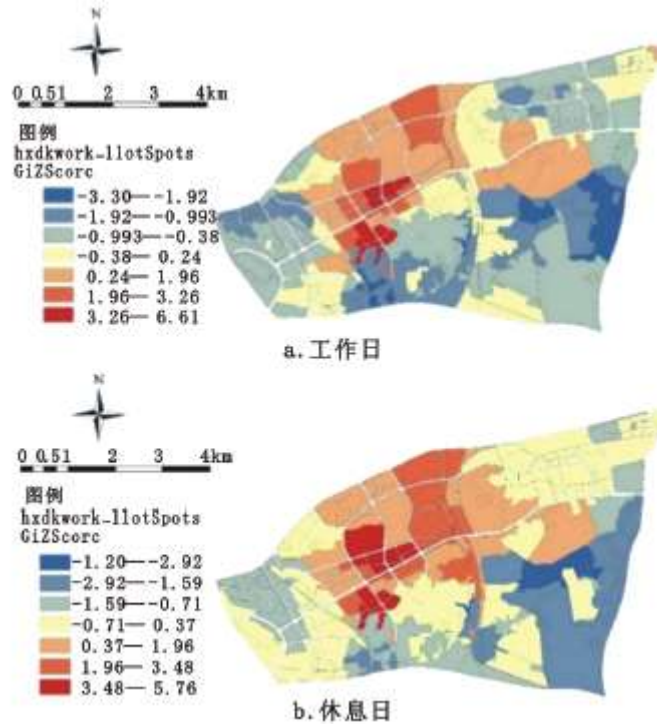 N
0 0.51 2 3 4km
图例
hxdkwork-llotSpots
GiZScorc
-3.30— -1.92
-1.92— -0.993
-0.993— -0.38
-0.38— 0.24
0.24— 1.96
1.96— 3.26
3.26— 6.61
a.工作日
N
0 0.51 2 3 4km
图例
hxdkwork-llotSpots
GiZScorc
-1.20— -2.92
-2.92— -1.59
-1.59— -0.71
-0.71— 0.37
0.37— 1.96
1.96— 3.48
3.48— 5.76
b.休息日